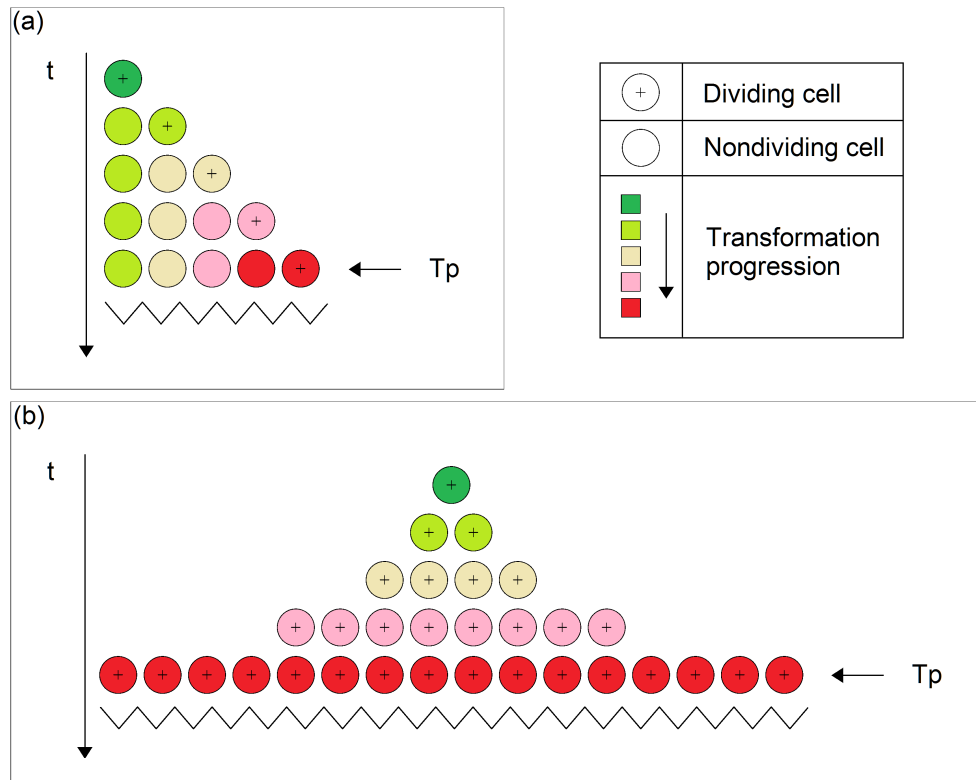 (a)
t
Tp
Dividing cell
Nondividing cell
Transformation
progression
(b)
t
Tp